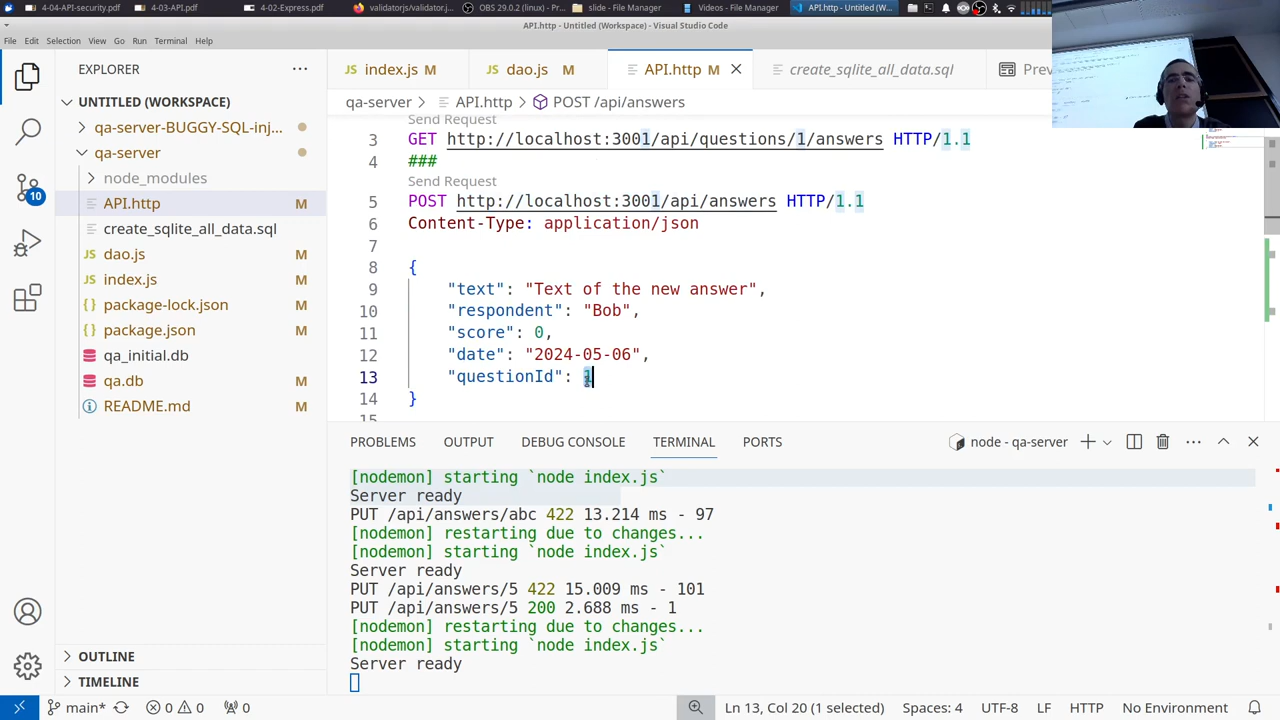 4-04-API-security.pdf
4-03-API.pdf
4-02-Express.pdf
validatorjs/validator.j...
OBS 29.0.2 (linux) - Pro...
slide - File Manager
Videos - File Manager
API.http - Untitled (W...
API.http - Untitled (Workspace) - Visual Studio Code
File Edit Selection View Go Run Terminal Help
EXPLORER
UNTITLED (WORKSPACE)
qa-server-BUGGY-SQL-inj...
qa-server
node_modules
API.http M
create_sqlite_all_data.sql
dao.js M
index.js M
package-lock.json M
package.json M
qa_initial.db
qa.db M
README.md M
OUTLINE
TIMELINE
10
index.js M
dao.js M
API.http M
create_sqlite_all_data.sql
qa-server API.http POST /api/answers
Send Request
3 GET http://localhost:3001/api/questions/1/answers HTTP/1.1
4 ###
Send Request
5 POST http://localhost:3001/api/answers HTTP/1.1
6 Content-Type: application/json
7
8 {
9 "text": "Text of the new answer",
10 "respondent": "Bob",
11 "score": 0,
12 "date": "2024-05-06",
13 "questionId": 1
14 }
15
PROBLEMS OUTPUT DEBUG CONSOLE TERMINAL PORTS
node - qa-server
[nodemon] starting `node index.js`
Server ready
PUT /api/answers/abc 422 13.214 ms - 97
[nodemon] restarting due to changes...
[nodemon] starting `node index.js`
Server ready
PUT /api/answers/5 422 15.009 ms - 101
PUT /api/answers/5 200 2.688 ms - 1
[nodemon] restarting due to changes...
[nodemon] starting `node index.js`
Server ready
main* 0 0 0 Ln 13, Col 20 (1 selected) Spaces: 4 UTF-8 LF HTTP No Environment